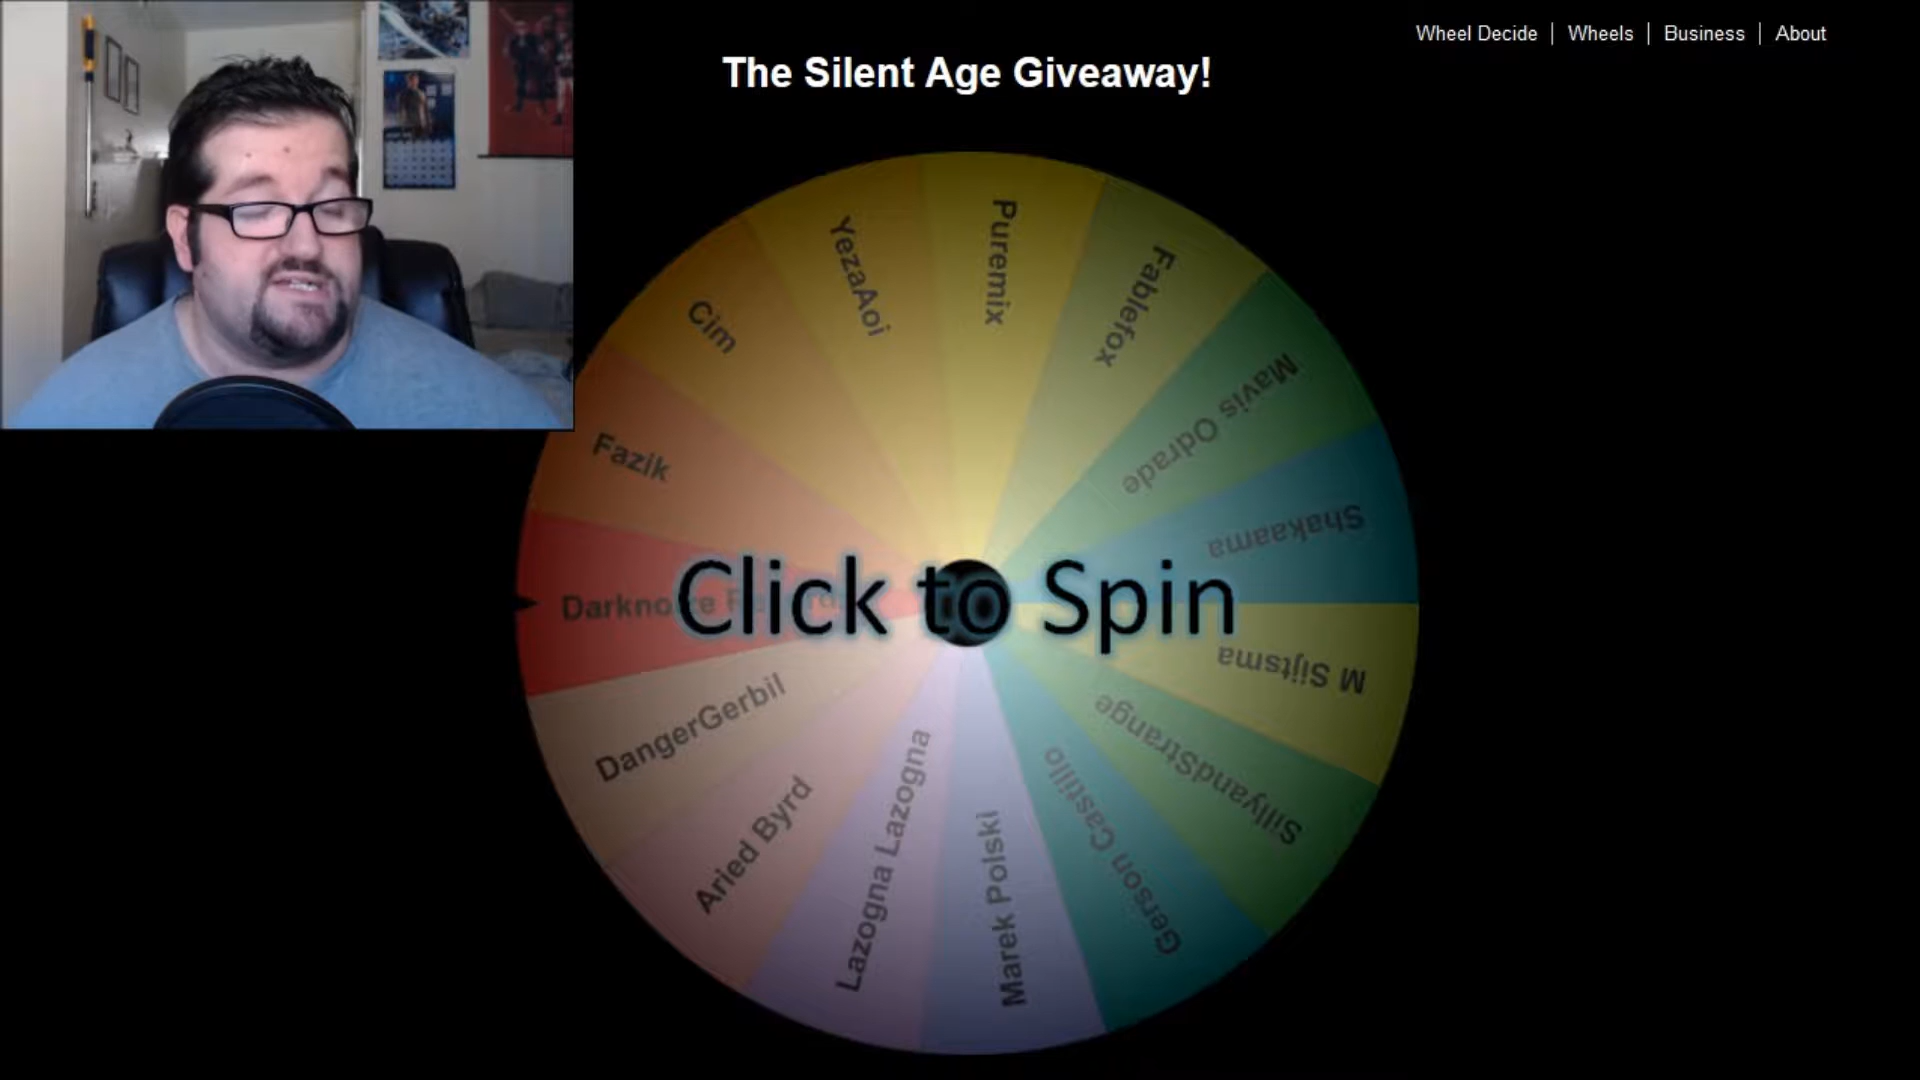 Wheel Decide | Wheels | Business | About
The Silent Age Giveaway!
Puremix
Fablefox
Mavis Odrade
Shakaama
M Sijtsma
SillyandStrange
Gerson Castillo
Marek Polski
Lazogna Lazogna
Aried Byrd
DangerGerbil
Fazik
Cim
YezaAoi
Click to Spin